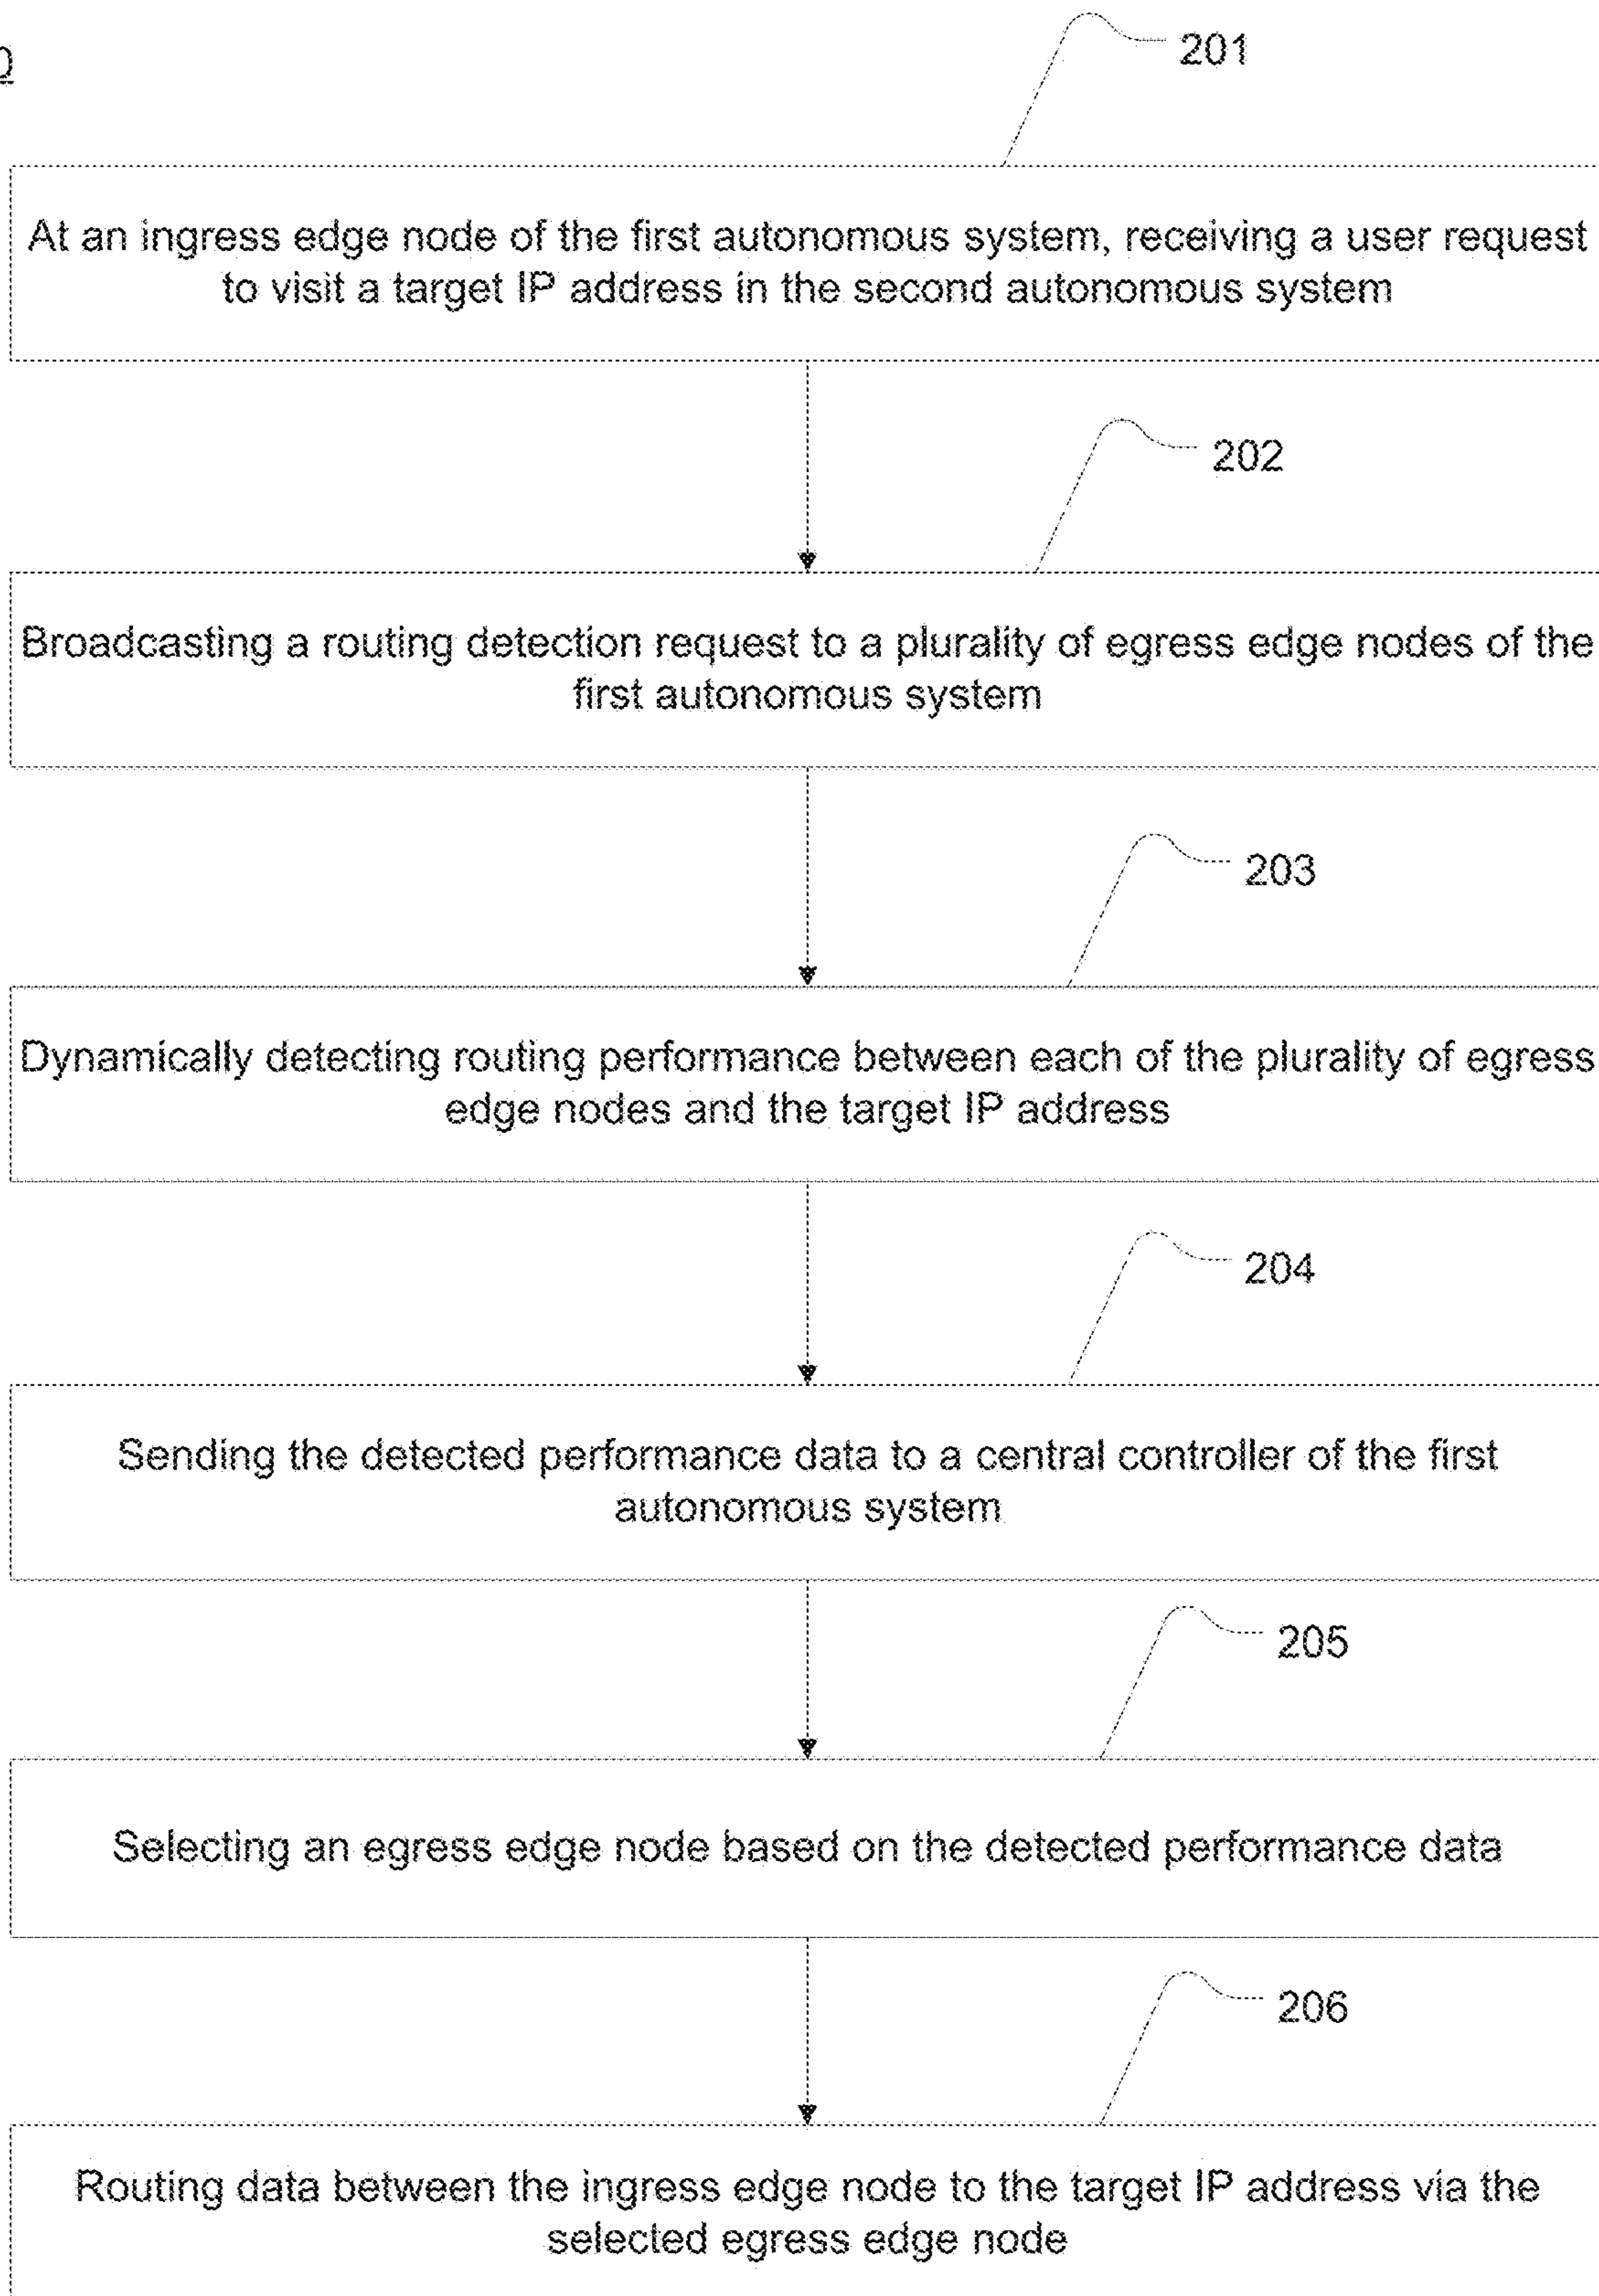 201
At an ingress edge node of the first autonomous system, receiving a user request
to visit a target IP address in the second autonomous system
202
Broadcasting a routing detection request to a plurality of egress edge nodes of the
first autonomous system
203
Dynamically detecting routing performance between each of the plurality of egress
edge nodes and the target IP address
204
Sending the detected performance data to a central controller of the first
autonomous system
205
Selecting an egress edge node based on the detected performance data
206
Routing data between the ingress edge node to the target IP address via the
selected egress edge node